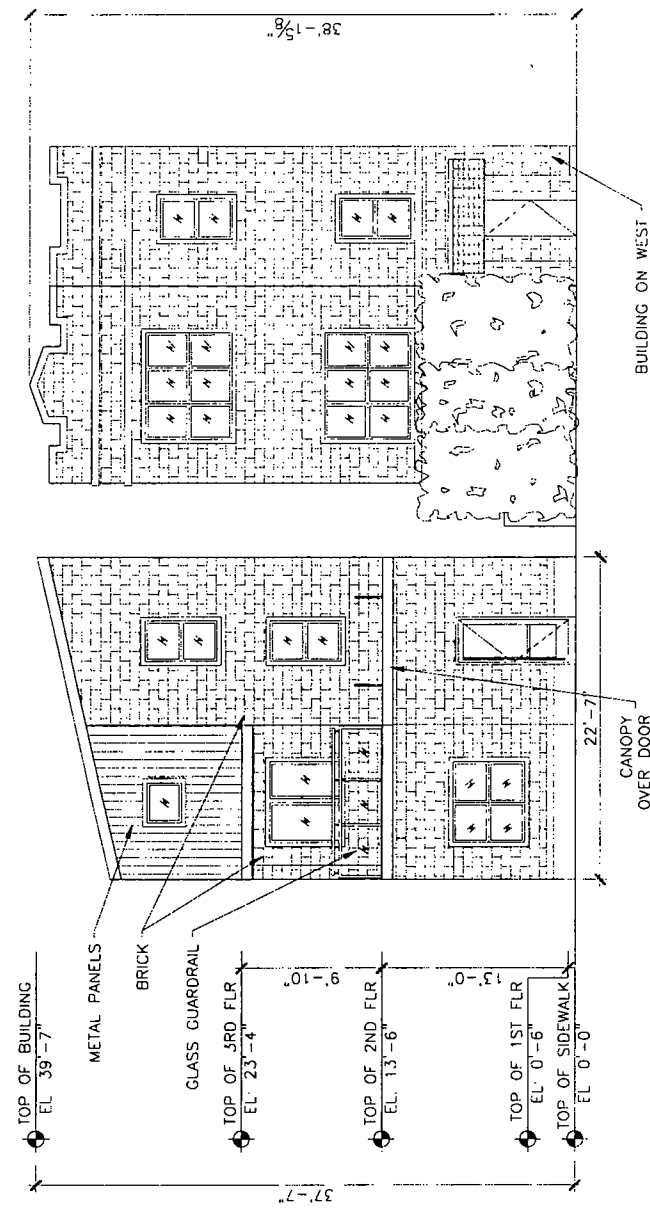 TOP OF BUILDING
EL 39'-7"
METAL PANELS
BRICK
GLASS GUARDRAIL
TOP OF 3RD FLR
EL. 23'-4
TOP OF 2ND FLR
EL. 13'-6
TOP OF 1ST FLR
EL. 0'-6
TOP OF SIDEWALK
EL 0'-0
37'-7"
9'-10"
13'-0"
22'-7
CANOPY
OVER DOOR
BUILDING ON WEST
38'-1⅝"